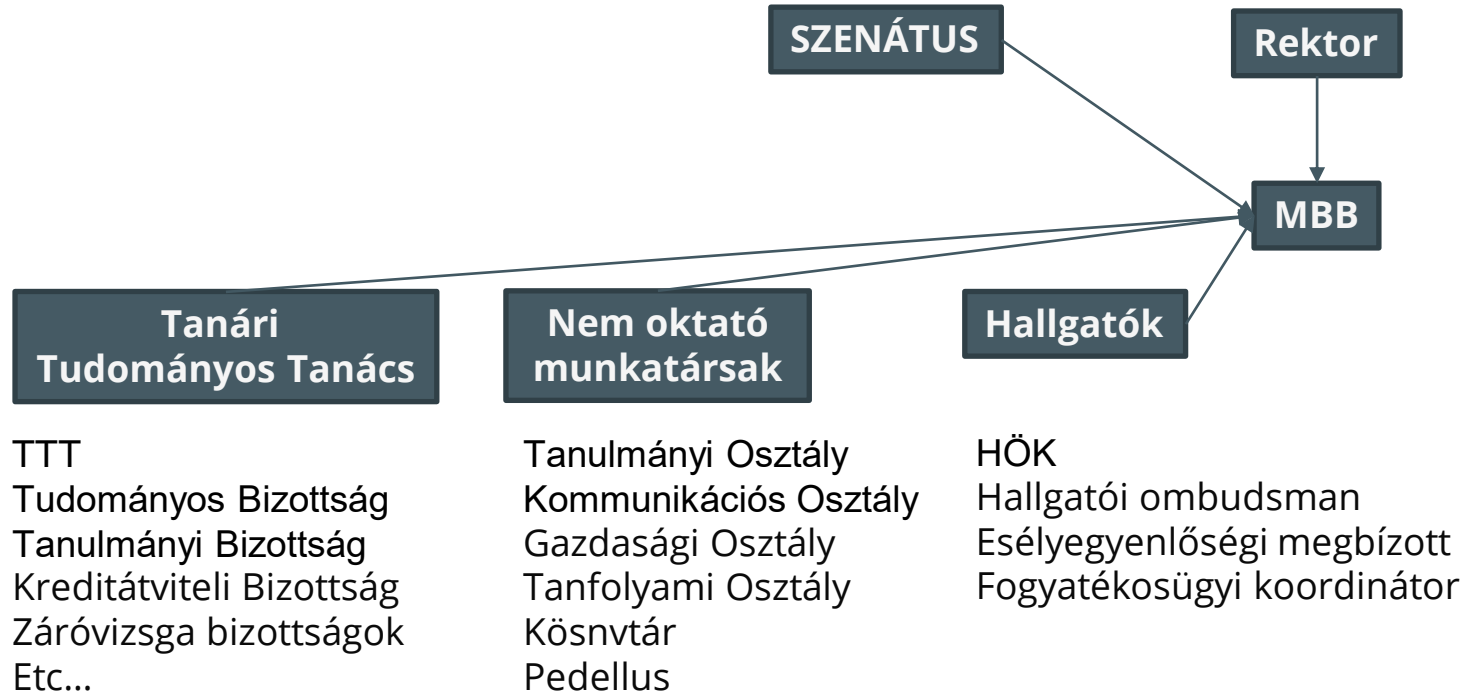 SZENÁTUS
Rektor
MBB
Tanári
Tudományos Tanács
Nem oktató
munkatársak
Hallgatók
TTT
Tudományos Bizottság
Tanulmányi Bizottság
Kreditátviteli Bizottság
Záróvizsga bizottságok
Etc...
Tanulmányi Osztály
Kommunikációs Osztály
Gazdasági Osztály
Tanfolyami Osztály
Kösnvtár
Pedellus
HÖK
Hallgatói ombudsman
Esélyegyenlőségi megbízott
Fogyatékosügyi koordinátor